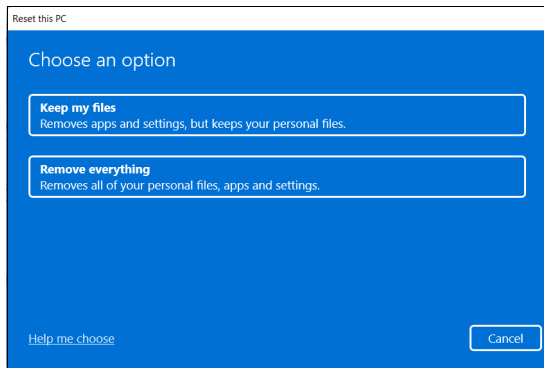 Reset this PC
Choose an option
Keep my files
Removes apps and settings, but keeps your personal files.
Remove everything
Removes all of your personal files, apps and settings.
Help me choose
Cancel